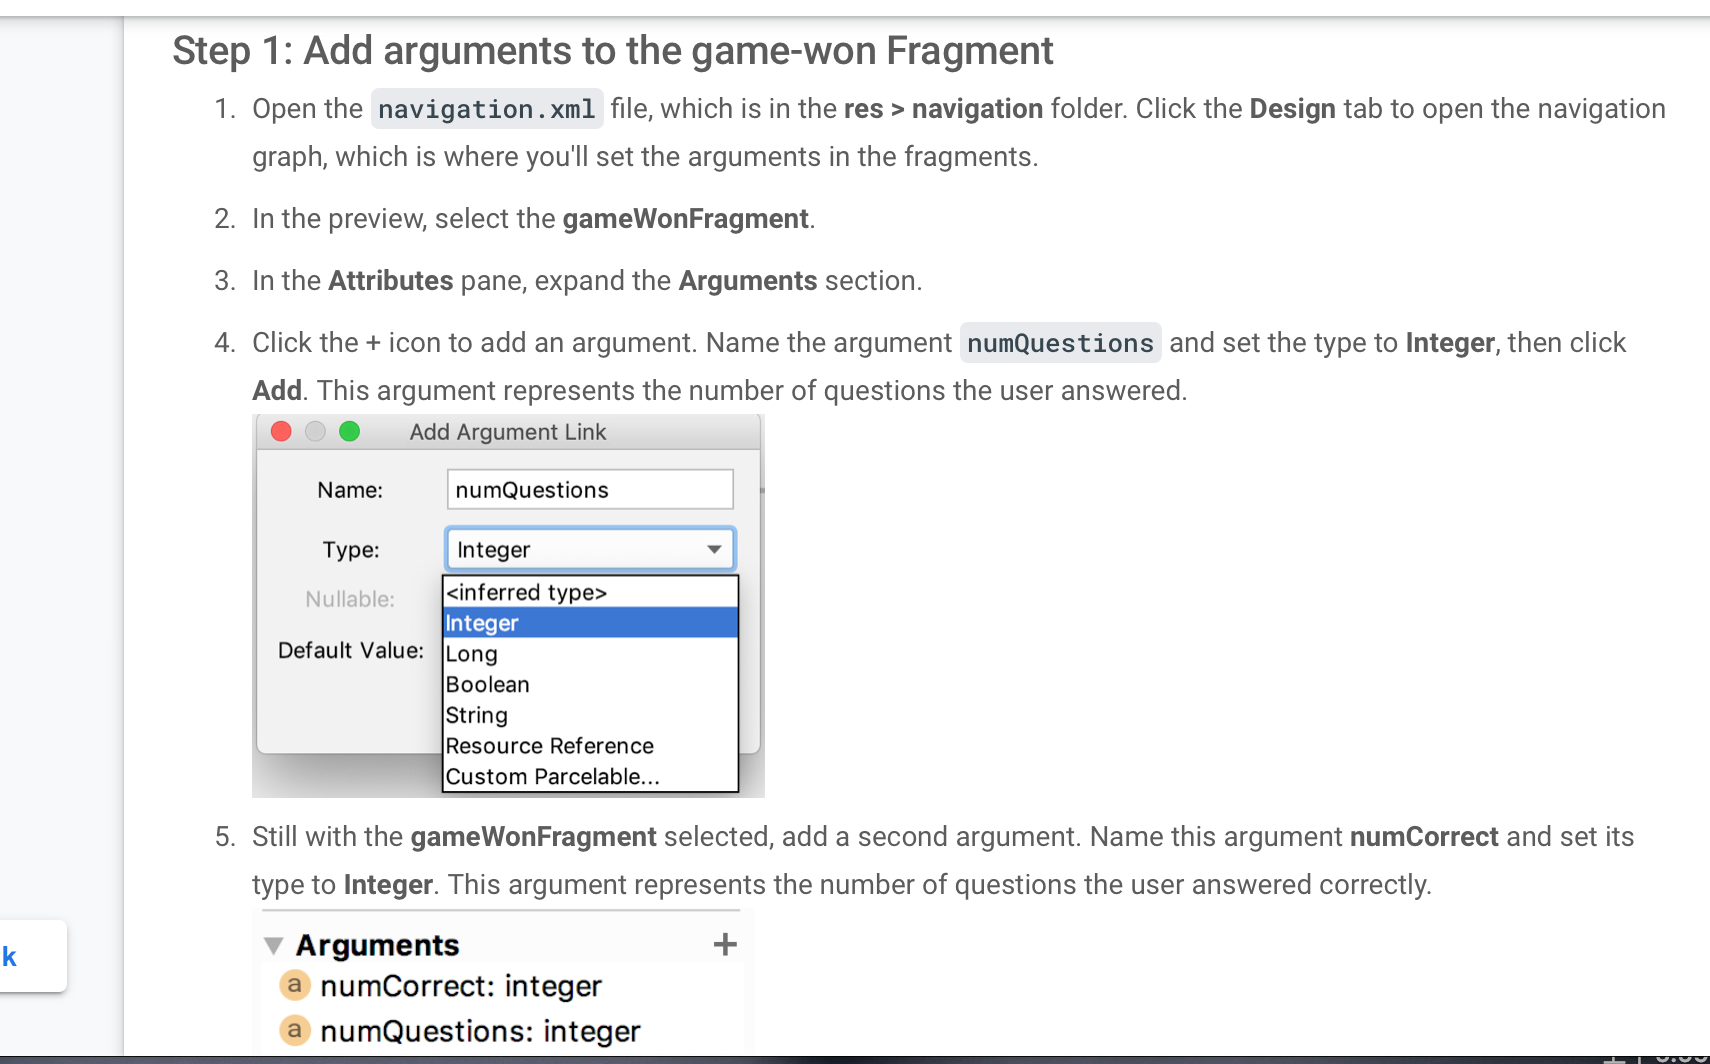 Step 1: Add arguments to the game-won Fragment
1. Open the navigation.xml file, which is in the res > navigation folder. Click the Design tab to open the navigation
graph, which is where you'll set the arguments in the fragments.
2. In the preview, select the gameWonFragment.
3. In the Attributes pane, expand the Arguments section.
4. Click the + icon to add an argument. Name the argument numQuestions and set the type to Integer, then click
Add. This argument represents the number of questions the user answered.
Add Argument Link
Name: numQuestions
Type: Integer
Nullable:
Default Value:
<inferred type>
Integer
Long
Boolean
String
Resource Reference
Custom Parcelable...
5. Still with the gameWonFragment selected, add a second argument. Name this argument numCorrect and set its
type to Integer. This argument represents the number of questions the user answered correctly.
k
Arguments +
a numCorrect: integer
a numQuestions: integer